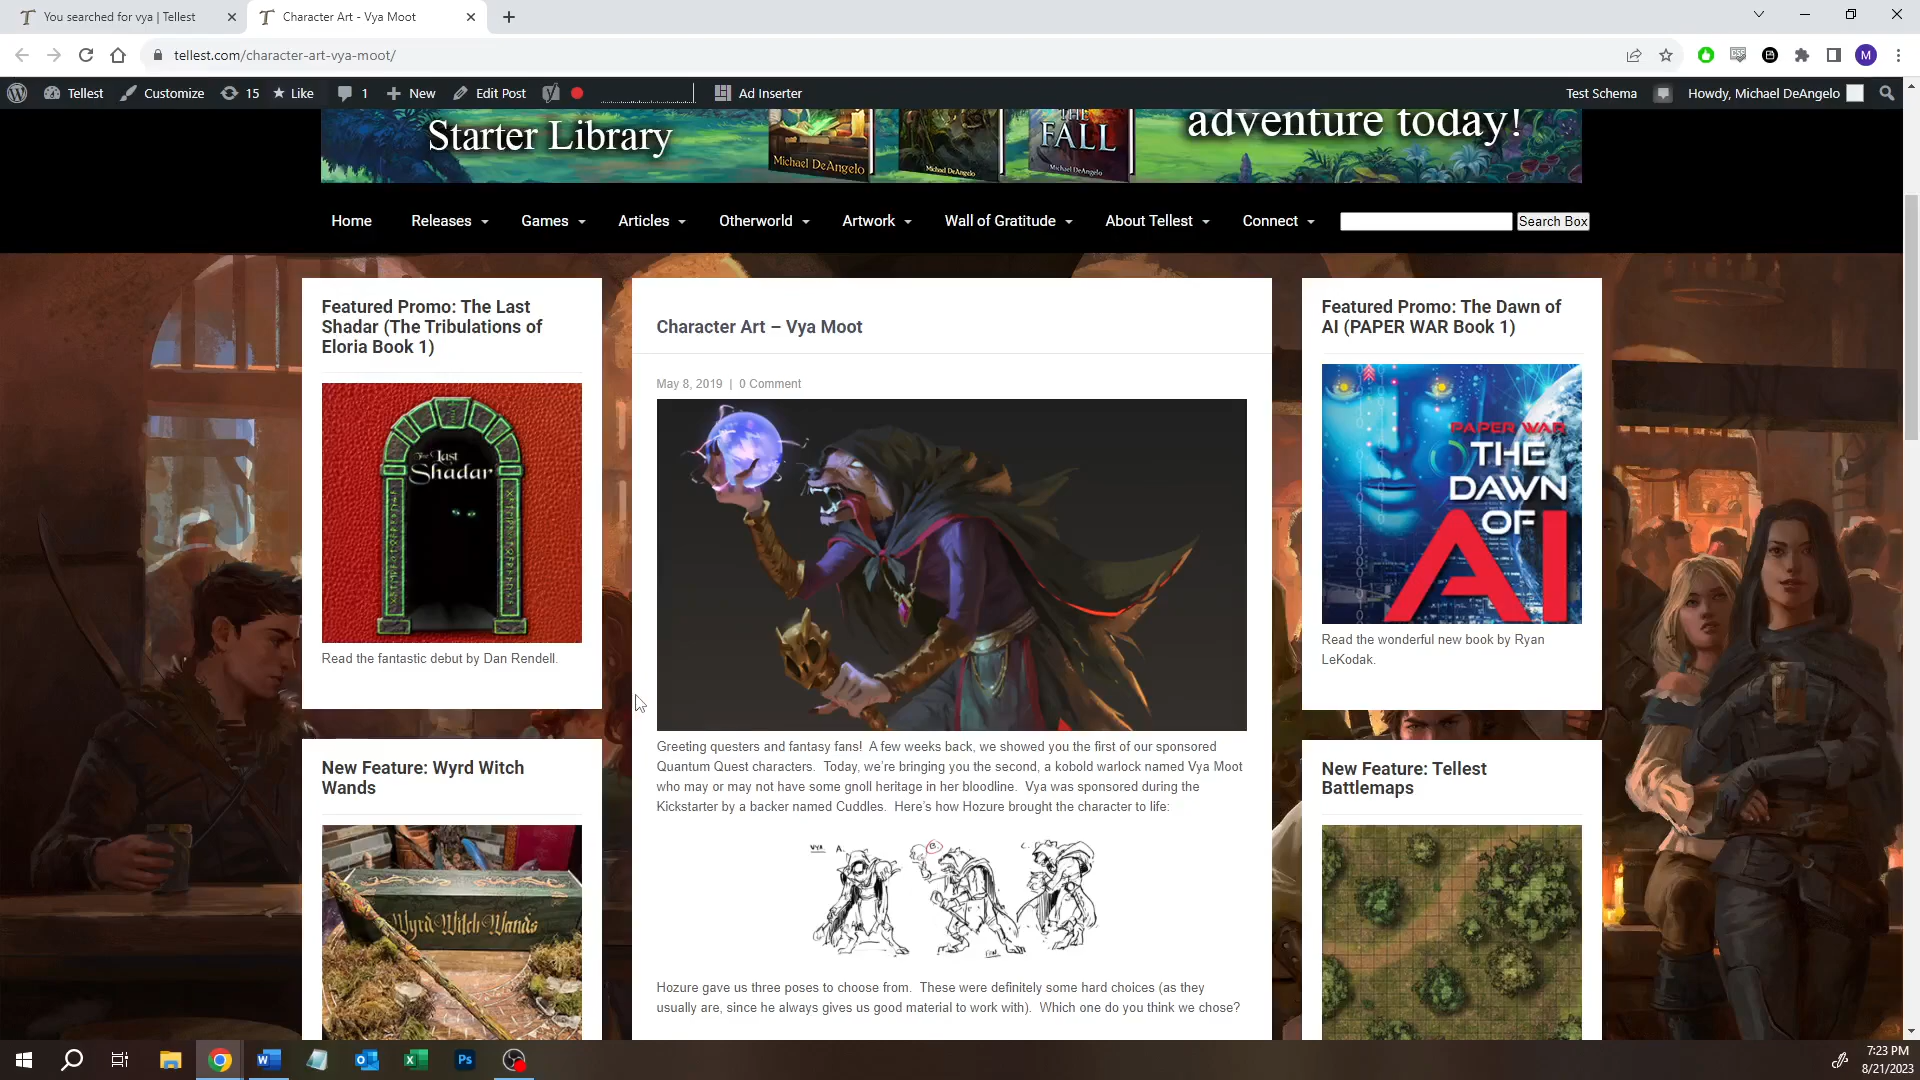 You searched for vya | Tellest
Character Art - Vya Moot
tellest.com/character-art-vya-moot/
M
Tellest
Customize
15
Like
1
New
Edit Post
Ad Inserter
Test Schema
Howdy, Michael DeAngelo
Starter Library
Michael DeAngelo
Michael DeAngelo
THE
FALL
Michael DeAngelo
adventure today!
Home
Releases
Games
Articles
Otherworld
Artwork
Wall of Gratitude
About Tellest
Connect
Search Box
Featured Promo: The Last
Shadar (The Tribulations of
Eloria Book 1)
The Last
Shadar
Read the fantastic debut by Dan Rendell.
New Feature: Wyrd Witch
Wands
Wyrd Witch Wands
Character Art – Vya Moot
May 8, 2019 | 0 Comment
Greeting questers and fantasy fans!  A few weeks back, we showed you the first of our sponsored
Quantum Quest characters.  Today, we're bringing you the second, a kobold warlock named Vya Moot
who may or may not have some gnoll heritage in her bloodline.  Vya was sponsored during the
Kickstarter by a backer named Cuddles.  Here's how Hozure brought the character to life:
VYA A. B. C.
Hozure gave us three poses to choose from.  These were definitely some hard choices (as they
usually are, since he always gives us good material to work with).  Which one do you think we chose?
Featured Promo: The Dawn of
AI (PAPER WAR Book 1)
PAPER WAR
THE
DAWN
OF
AI
Read the wonderful new book by Ryan
LeKodak.
New Feature: Tellest
Battlemaps
7:23 PM
8/21/2023